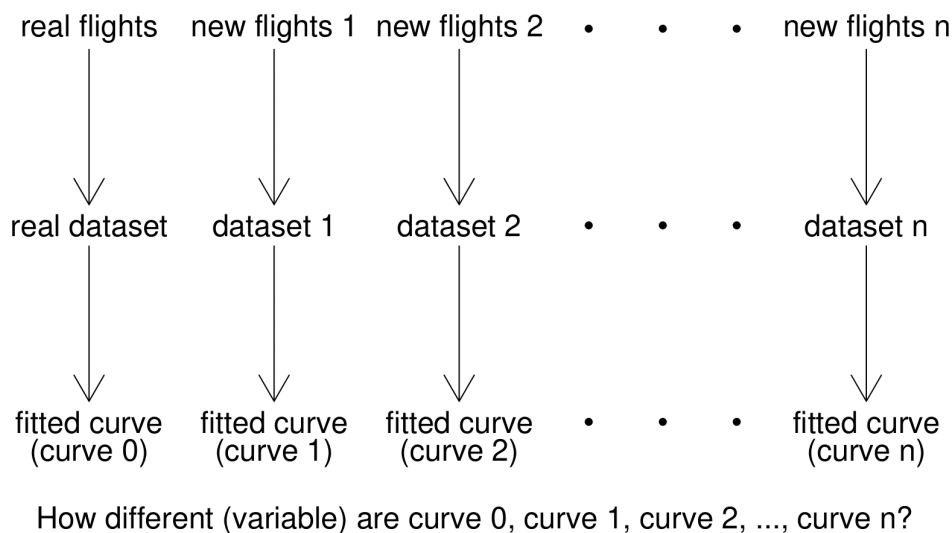 real flights new flights 1 new flights 2 • • • new flights n
real dataset dataset 1 dataset 2 • • • dataset n
fitted curve fitted curve fitted curve • • • fitted curve
(curve 0) (curve 1) (curve 2) (curve n)
How different (variable) are curve 0, curve 1, curve 2, ..., curve n?